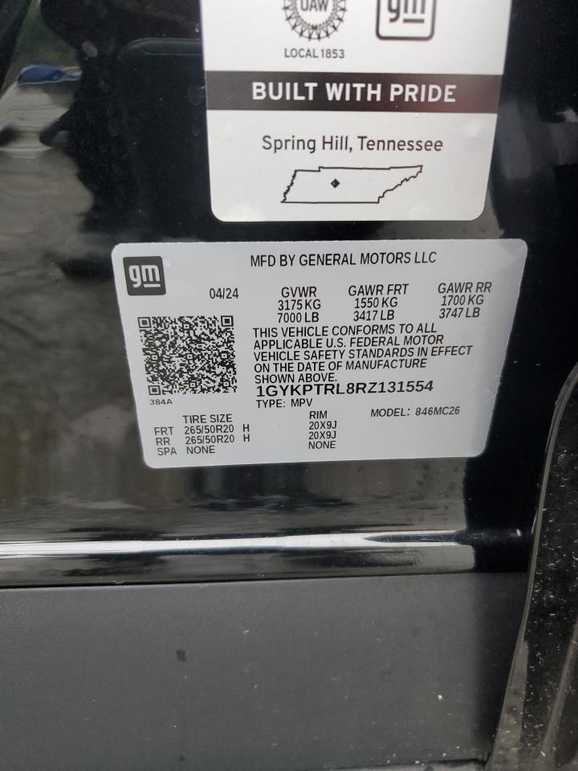 UAW
gm
LOCAL 1853
BUILT WITH PRIDE
Spring Hill, Tennessee
gm
MFD BY GENERAL MOTORS LLC
04/24 GVWR GAWR FRT GAWR RR
3175 KG 1550 KG 1700 KG
7000 LB 3417 LB 3747 LB
THIS VEHICLE CONFORMS TO ALL
APPLICABLE U.S. FEDERAL MOTOR
VEHICLE SAFETY STANDARDS IN EFFECT
ON THE DATE OF MANUFACTURE
SHOWN ABOVE.
1GYKPTRL8RZ131554
384A
TYPE: MPV
MODEL: 846MC26
TIRE SIZE RIM
FRT 265/50R20 H 20X9J
RR 265/50R20 H 20X9J
SPA NONE NONE